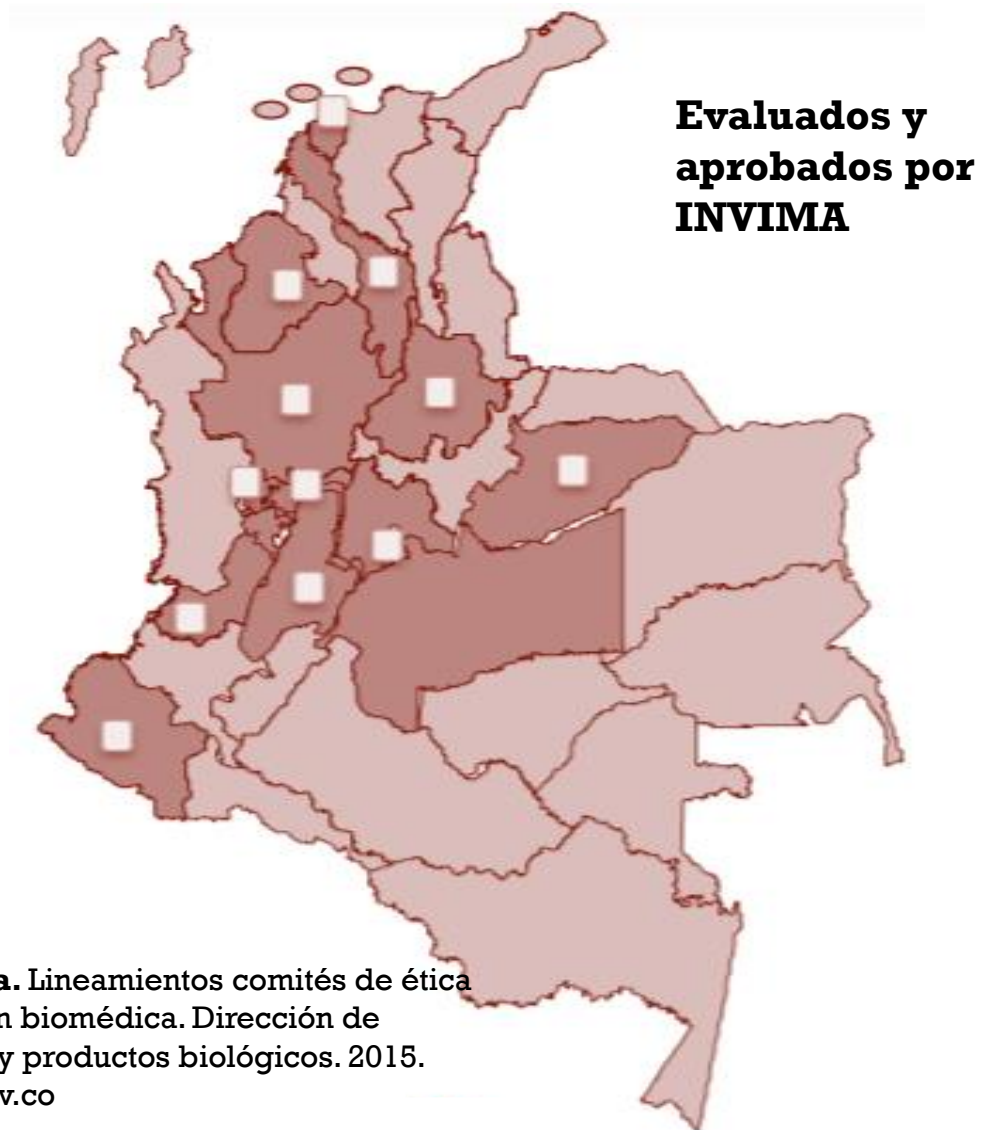 Evaluados y
aprobados por
INVIMA
a. Lineamientos comités de ética
n biomédica. Dirección de
y productos biológicos. 2015.
v.co